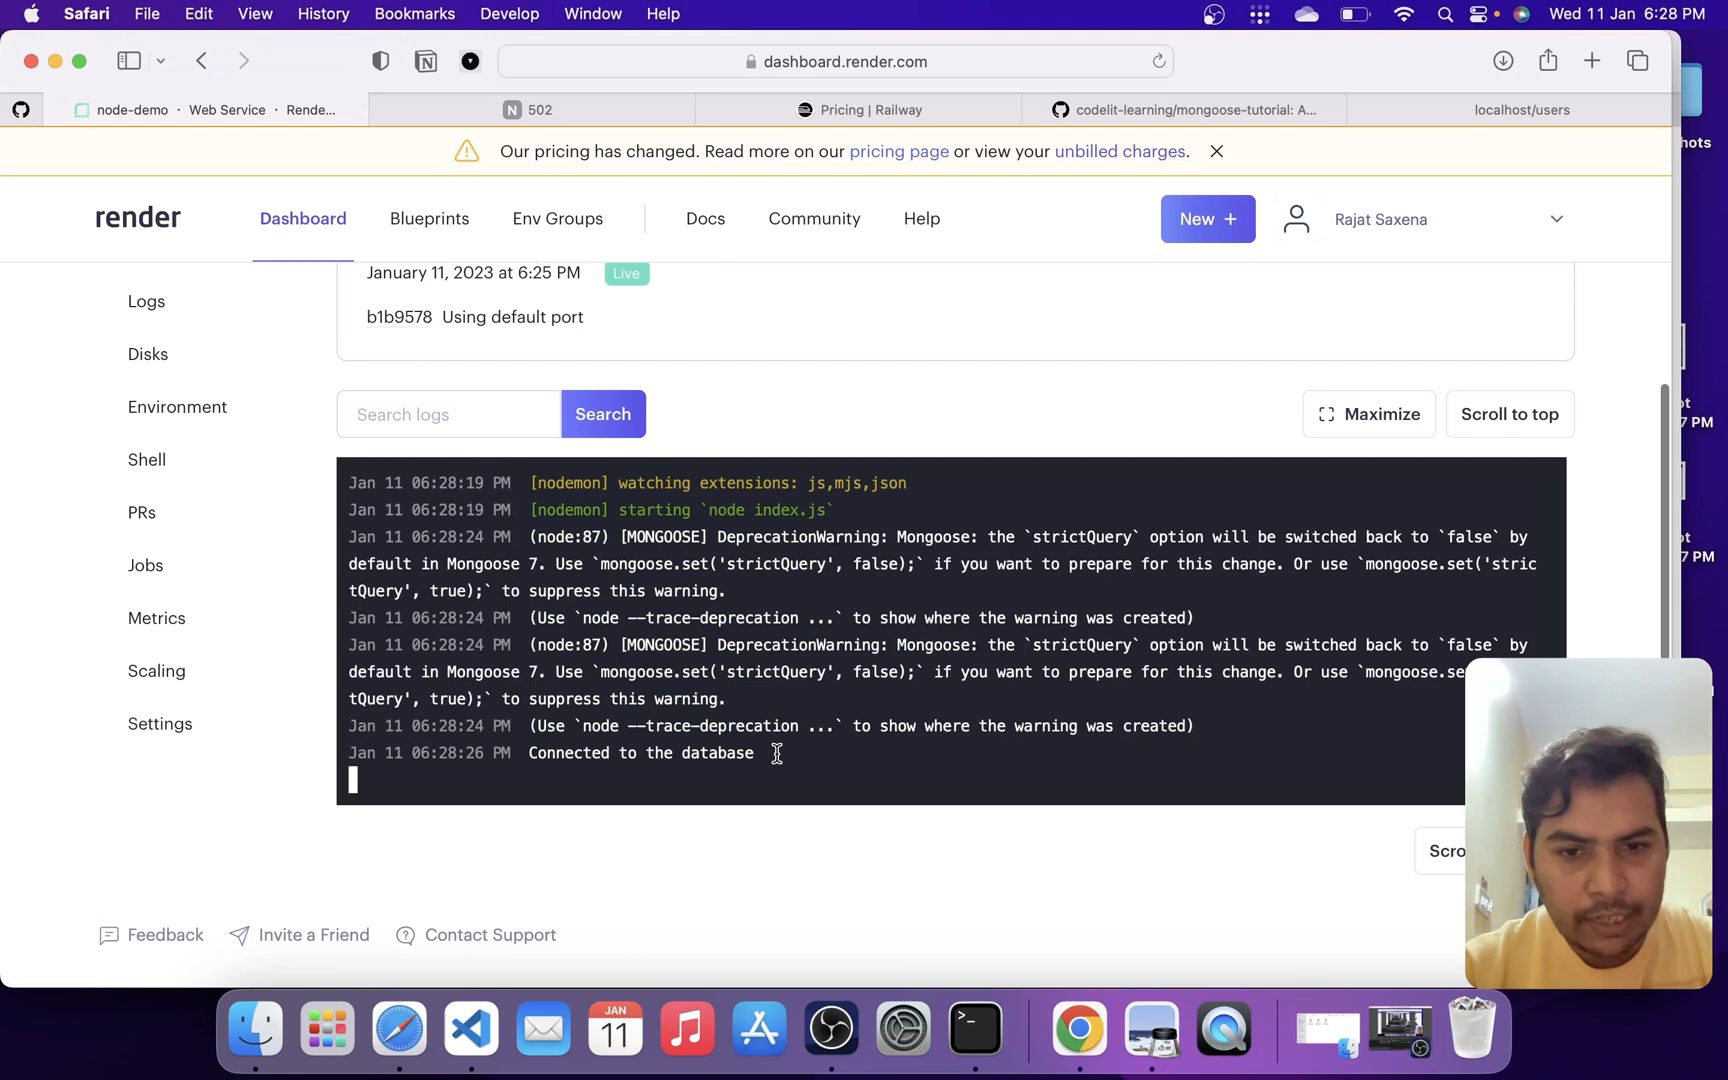 Safari File Edit View History Bookmarks Develop Window Help Wed 11 Jan 6:28 PM
dashboard.render.com
node-demo · Web Service · Rende... N 502 Pricing | Railway codelit-learning/mongoose-tutorial: A... localhost/users
Our pricing has changed. Read more on our pricing page or view your unbilled charges.
hots
render Dashboard Blueprints Env Groups Docs Community Help New + Rajat Saxena
January 11, 2023 at 6:25 PM Live
b1b9578 Using default port
Logs
Disks
Environment
Shell
PRs
Jobs
Metrics
Scaling
Settings
Search logs Search Maximize Scroll to top
ot
7 PM
ot
7 PM
Jan 11 06:28:19 PM [nodemon] watching extensions: js,mjs,json
Jan 11 06:28:19 PM [nodemon] starting `node index.js`
Jan 11 06:28:24 PM (node:87) [MONGOOSE] DeprecationWarning: Mongoose: the `strictQuery` option will be switched back to `false` by
default in Mongoose 7. Use `mongoose.set('strictQuery', false);` if you want to prepare for this change. Or use `mongoose.set('stric
tQuery', true);` to suppress this warning.
Jan 11 06:28:24 PM (Use `node --trace-deprecation ...` to show where the warning was created)
Jan 11 06:28:24 PM (node:87) [MONGOOSE] DeprecationWarning: Mongoose: the `strictQuery` option will be switched back to `false` by
default in Mongoose 7. Use `mongoose.set('strictQuery', false);` if you want to prepare for this change. Or use `mongoose.se
tQuery', true);` to suppress this warning.
Jan 11 06:28:24 PM (Use `node --trace-deprecation ...` to show where the warning was created)
Jan 11 06:28:26 PM Connected to the database
Scro
Feedback Invite a Friend Contact Support
JAN
11